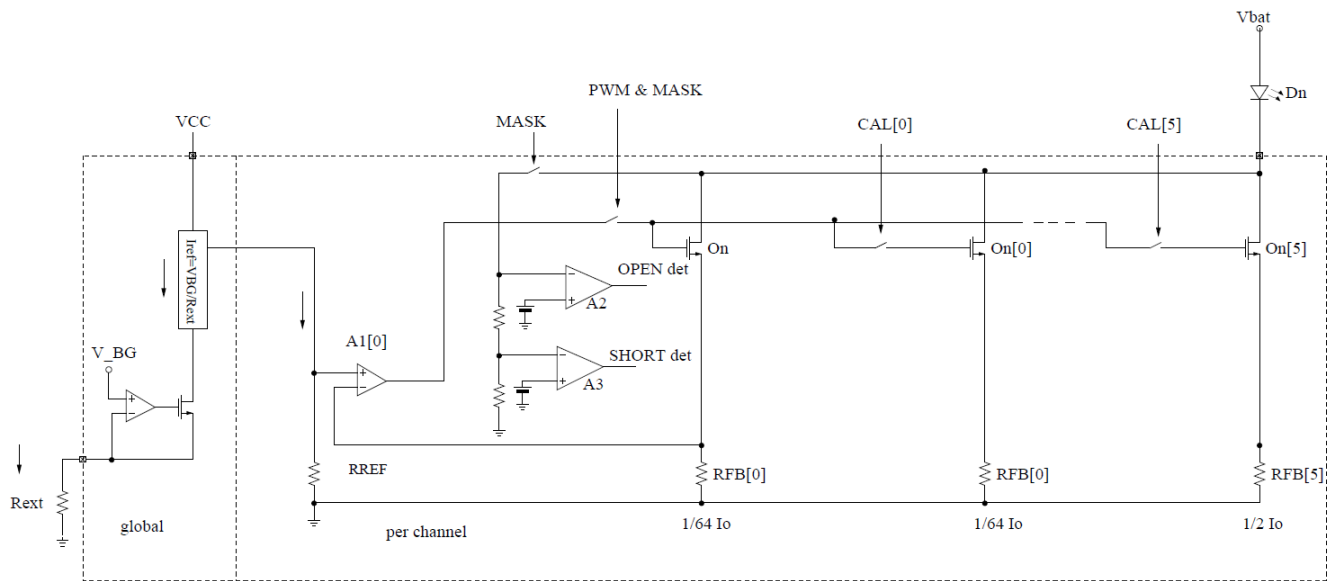 Vbat
Dn
PWM & MASK
MASK
CAL[0]
CAL[5]
VCC
Iref=VBG/Rext
On
On[0]
On[5]
OPEN det
A2
A1[0]
V_BG
SHORT det
A3
RREF
RFB[0]
RFB[0]
RFB[5]
Rext
global
per channel
1/64 Io
1/64 Io
1/2 Io